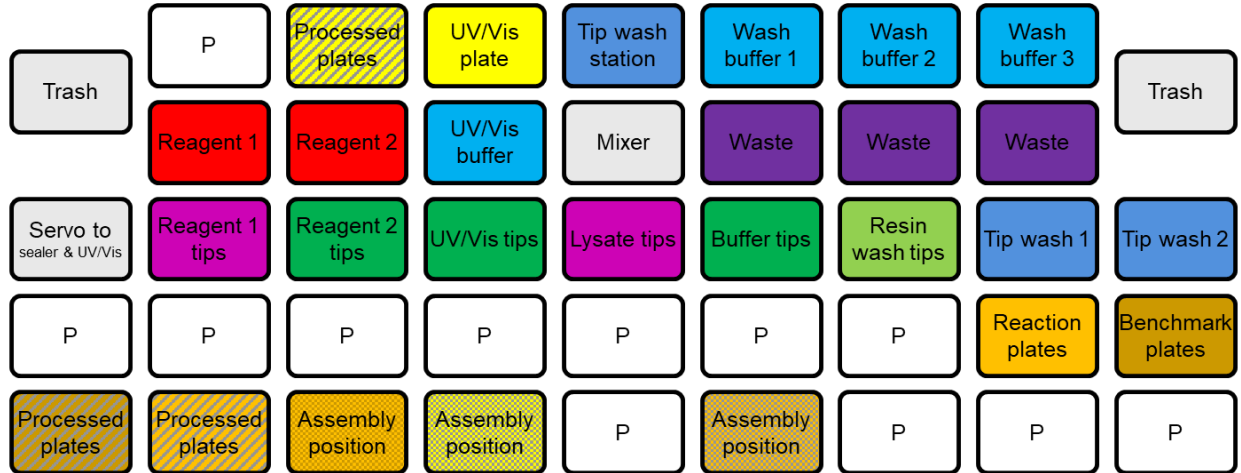 P
Processed
plates
UV/Vis
plate
Tip wash
station
Wash
buffer 1
Wash
buffer 2
Wash
buffer 3
Trash
Trash
Reagent 1
Reagent 2
UV/Vis
buffer
Mixer
Waste
Waste
Waste
Servo to
sealer & UV/Vis
Reagent 1
tips
Reagent 2
tips
UV/Vis tips
Lysate tips
Buffer tips
Resin
wash tips
Tip wash 1
Tip wash 2
P
P
P
P
P
P
P
Reaction
plates
Benchmark
plates
Processed
plates
Processed
plates
Assembly
position
Assembly
position
P
Assembly
position
P
P
P